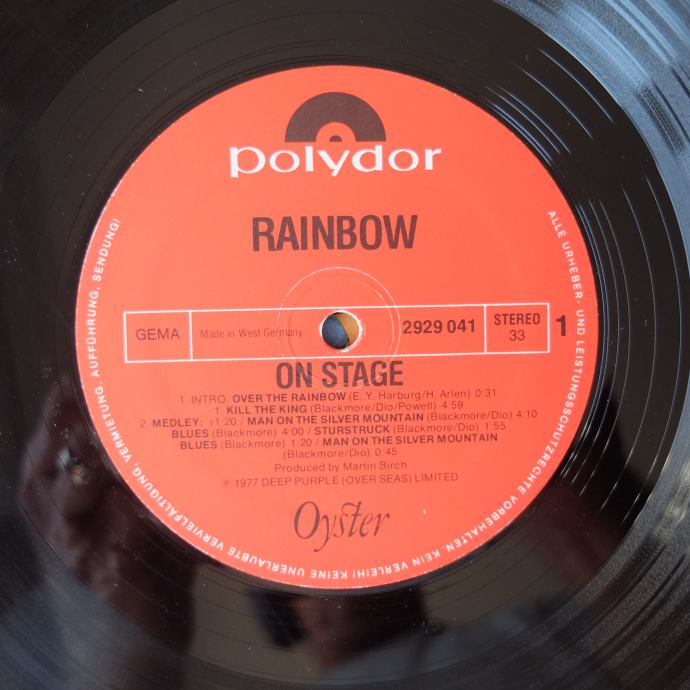 polydor
RAINBOW
GEMA
Made in West Germany
2929 041
STEREO
33
1
ON STAGE
1. INTRO: OVER THE RAINBOW (E. Y. Harburg/H. Arlen) 0:31
1. KILL THE KING (Blackmore/Dio/Powell) 4:59
2. MEDLEY: 11:20 / MAN ON THE SILVER MOUNTAIN (Blackmore/Dio) 4:10
BLUES (Blackmore) 4:00 / STURSTRUCK (Blackmore/Dio) 1:55
BLUES (Blackmore) 1:20 / MAN ON THE SILVER MOUNTAIN
(Blackmore/Dio) 0:45
Produced by Martin Birch
℗ 1977 DEEP PURPLE (OVER SEAS) LIMITED
Oyster
ALLE URHEBER- UND LEISTUNGSSCHUTZRECHTE VORBEHALTEN. KEIN VERLEIH! KEINE UNERLAUBTE VERVIELFÄLTIGUNG, VERMIETUNG, AUFFÜHRUNG, SENDUNG!